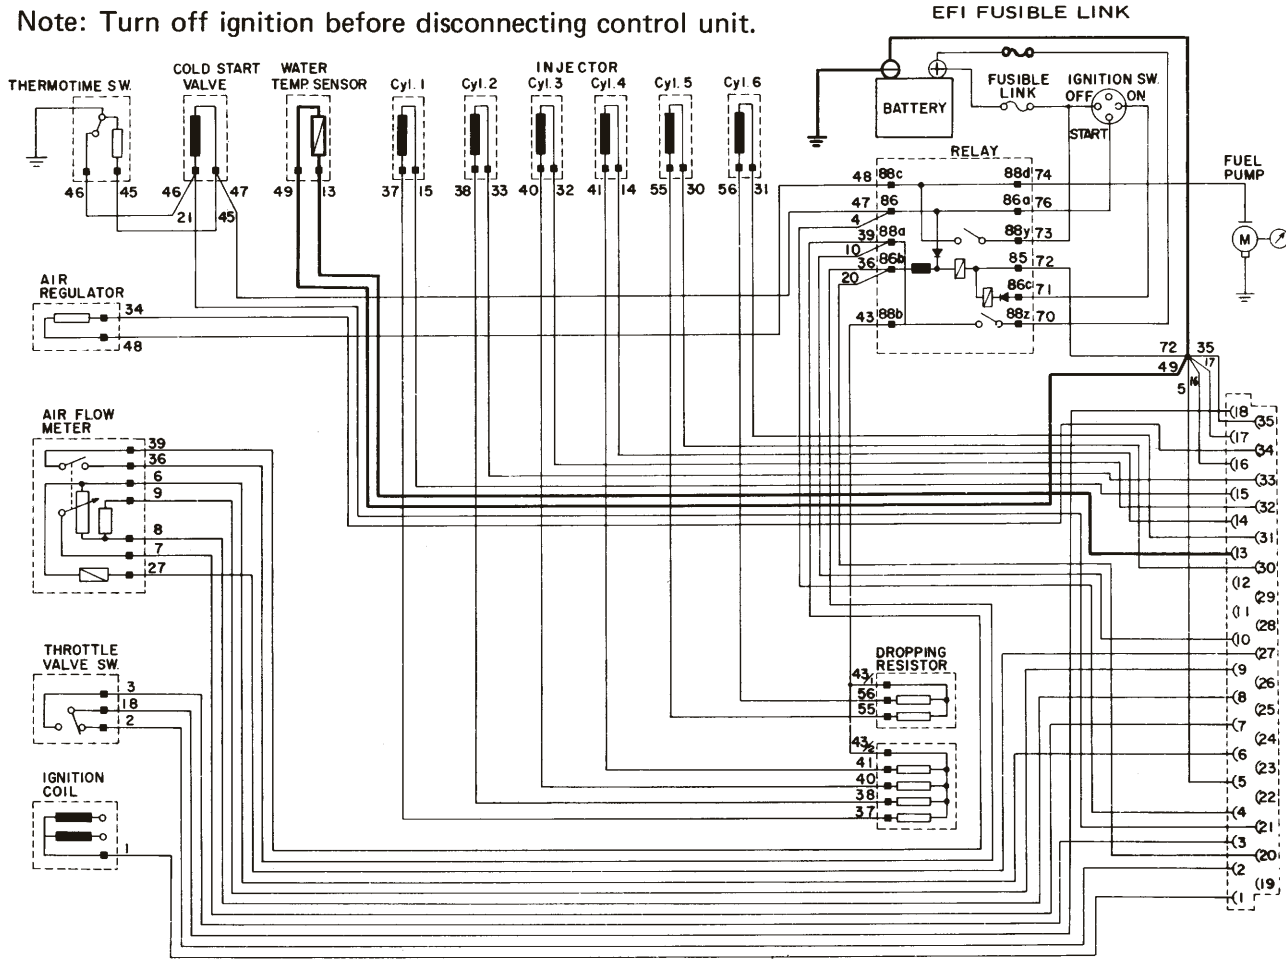 Note: Turn off ignition before disconnecting control unit.
EFI FUSIBLE LINK
THERMOTIME SW.
COLD START
VALVE
WATER
TEMP. SENSOR
INJECTOR
Cyl. 1
Cyl. 2
Cyl. 3
Cyl. 4
Cyl. 5
Cyl. 6
BATTERY
FUSIBLE
LINK
IGNITION SW.
OFF
ON
START
RELAY
FUEL
PUMP
M
46
45
46
47
21
45
49
13
37
15
38
33
40
32
41
14
55
30
56
31
48
88c
88d
74
47
86
86a
76
4
39
88a
88y
73
10
36
86b
85
72
20
86c
71
43
88b
88z
70
AIR
REGULATOR
34
48
72
35
49
17
16
5
AIR FLOW
METER
39
36
6
9
8
7
27
THROTTLE
VALVE SW.
3
18
2
IGNITION
COIL
1
DROPPING
RESISTOR
43/1
56
55
43/2
41
40
38
37
18
35
17
34
16
33
15
32
14
31
13
30
12
29
11
28
10
27
9
26
8
25
7
24
6
23
5
22
4
21
3
20
2
19
1